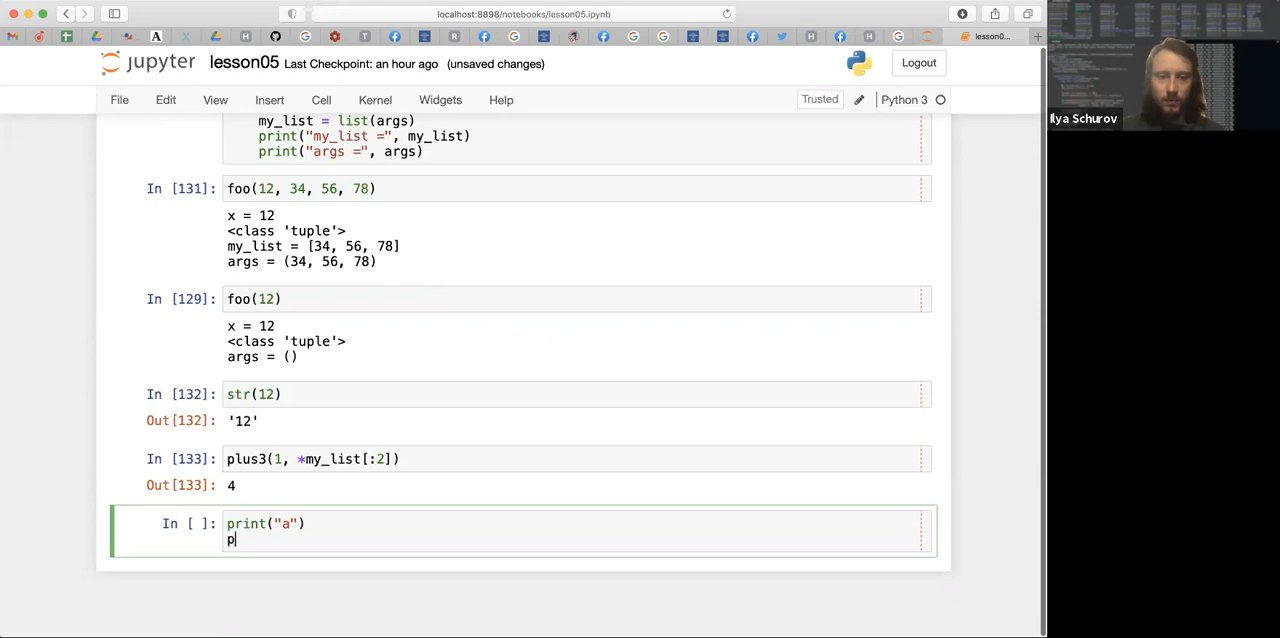 localhost:8898/notebooks/lesson05.ipynb
lesson0...
jupyter lesson05 Last Checkpoint: an hour ago (unsaved changes)
Logout
File Edit View Insert Cell Kernel Widgets Help
Trusted Python 3
Ilya Schurov
my_list = list(args)
print("my_list =", my_list)
print("args =", args)
In [131]: foo(12, 34, 56, 78)
x = 12
<class 'tuple'>
my_list = [34, 56, 78]
args = (34, 56, 78)
In [129]: foo(12)
x = 12
<class 'tuple'>
args = ()
In [132]: str(12)
Out[132]: '12'
In [133]: plus3(1, *my_list[:2])
Out[133]: 4
In [ ]: print("a")
p